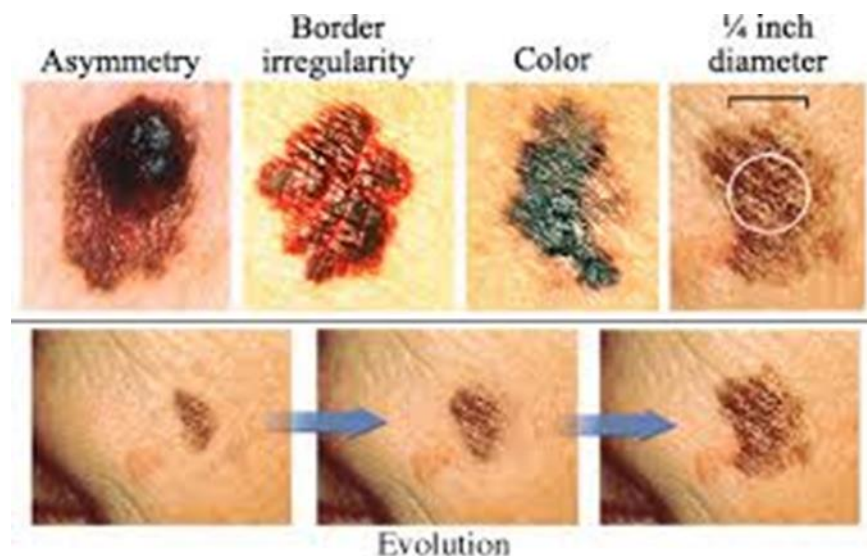 Asymmetry
Border
irregularity
Color
¼ inch
diameter
Evolution